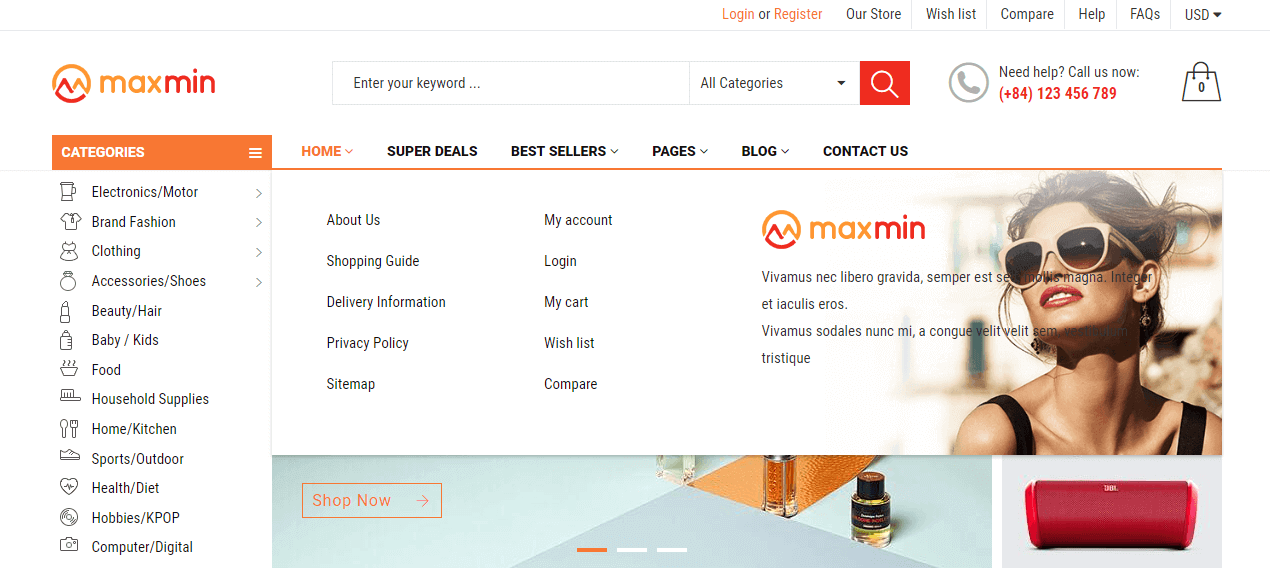 Login or Register Our Store Wish list Compare Help FAQs USD
maxmin
Enter your keyword ... All Categories
Need help? Call us now:
(+84) 123 456 789
0
CATEGORIES
HOME SUPER DEALS BEST SELLERS PAGES BLOG CONTACT US
Electronics/Motor
Brand Fashion
Clothing
Accessories/Shoes
Beauty/Hair
Baby / Kids
Food
Household Supplies
Home/Kitchen
Sports/Outdoor
Health/Diet
Hobbies/KPOP
Computer/Digital
About Us
Shopping Guide
Delivery Information
Privacy Policy
Sitemap
My account
Login
My cart
Wish list
Compare
maxmin
Vivamus nec libero gravida, semper est sed mollis magna. Integer
et iaculis eros.
Vivamus sodales nunc mi, a congue velit velit sem,
tristique
Shop Now
JBL